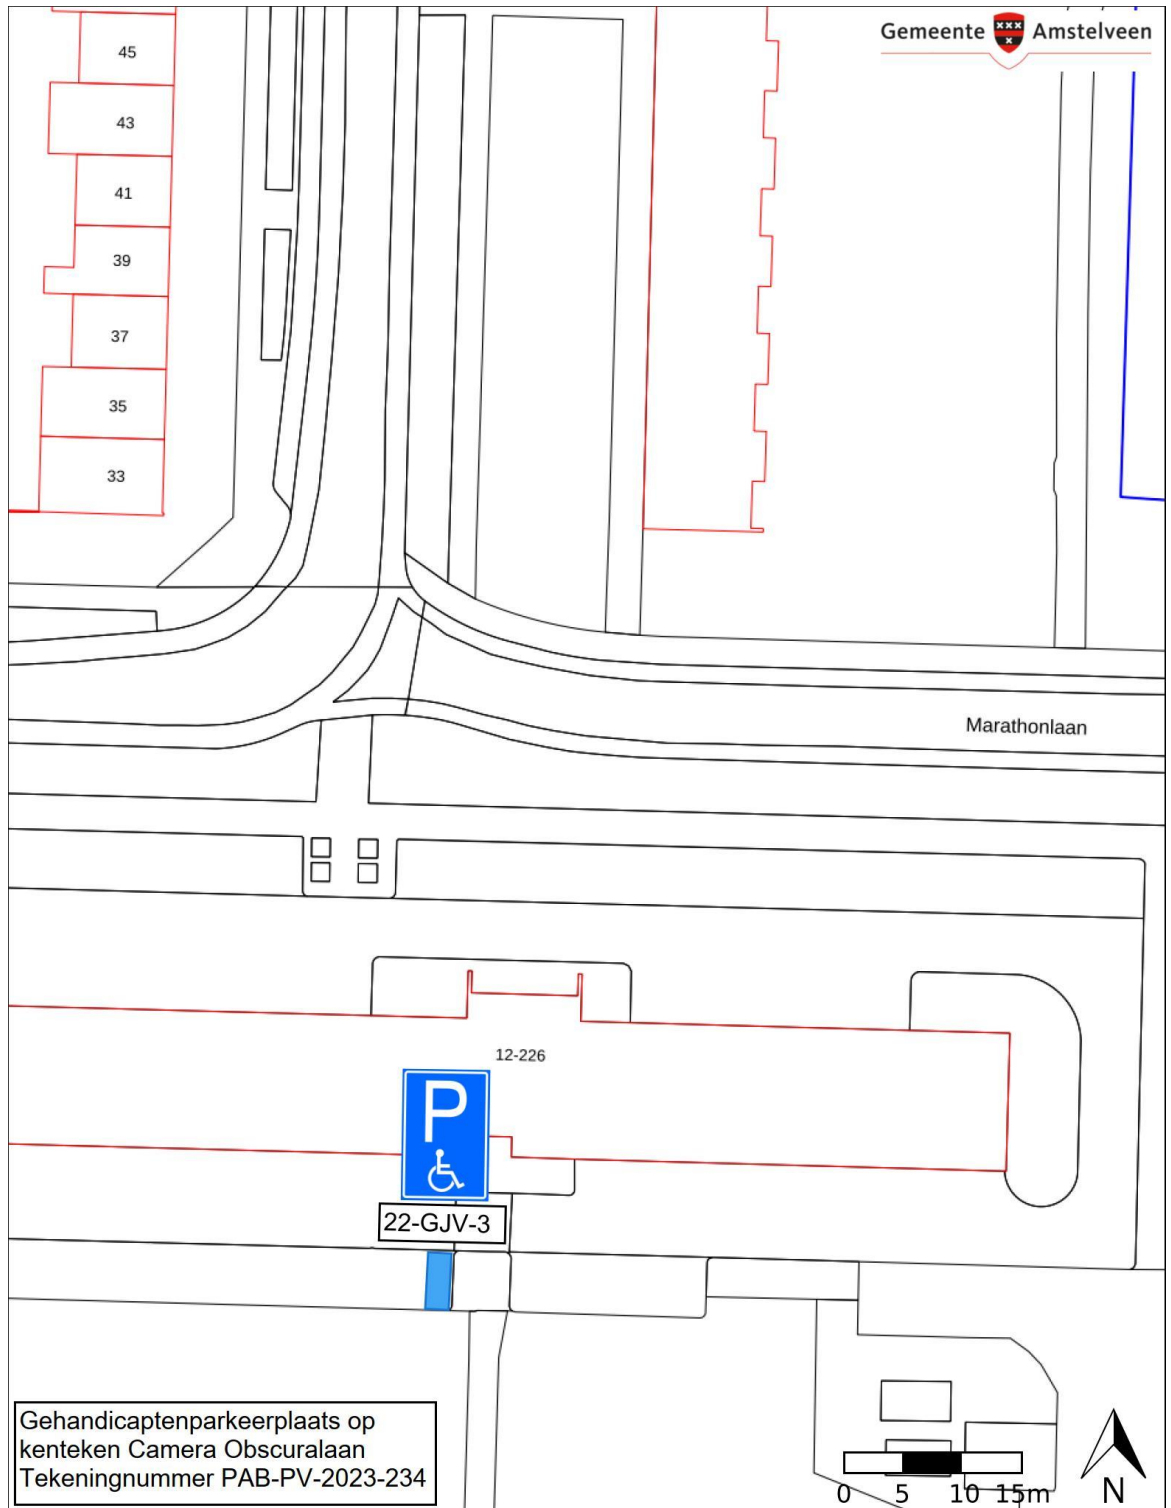 Gemeente Amstelveen
45
43
41
39
37
35
33
Marathonlaan
12-226
P
22-GJV-3
Gehandicaptenparkeerplaats op
kenteken Camera Obscuralaan
Tekeningnummer PAB-PV-2023-234
0 5 10 15m
N